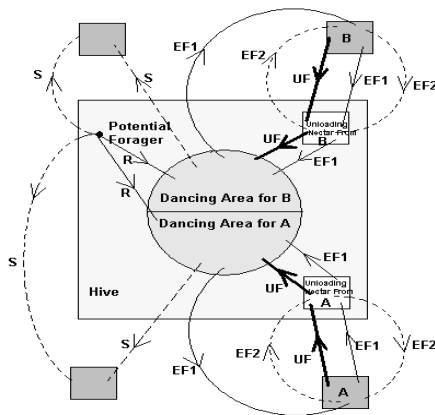 EF1
B
EF2
S
S
UF
EF1
EF2
Potential
Forager
UF
Unloading
Nectar From
B
EF1
R
R
Dancing Area for B
Dancing Area for A
S
EF1
Hive
UF
Unloading
Nectar From
A
S
EF1
EF2
UF
EF1
EF2
A